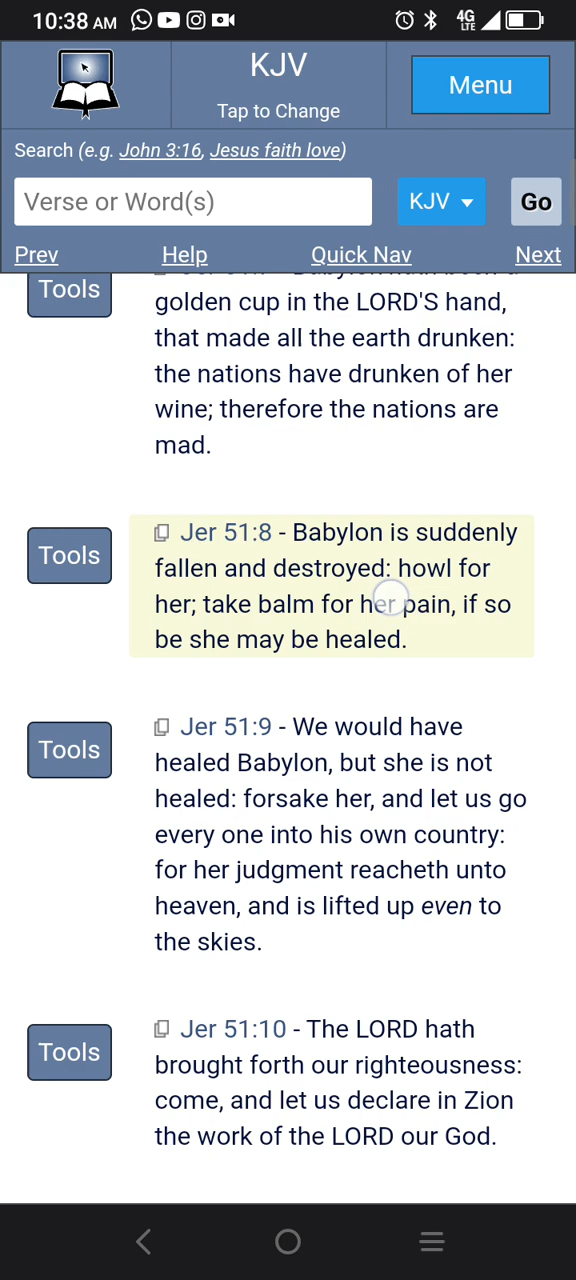 10:38 AM
4G
LTE
KJV
Tap to Change
Menu
Search (e.g. John 3:16, Jesus faith love)
Verse or Word(s)
KJV
Go
Prev
Help
Quick Nav
Next
Tools
golden cup in the LORD'S hand,
that made all the earth drunken:
the nations have drunken of her
wine; therefore the nations are
mad.
Tools
Jer 51:8 - Babylon is suddenly
fallen and destroyed: howl for
her; take balm for her pain, if so
be she may be healed.
Tools
Jer 51:9 - We would have
healed Babylon, but she is not
healed: forsake her, and let us go
every one into his own country:
for her judgment reacheth unto
heaven, and is lifted up even to
the skies.
Tools
Jer 51:10 - The LORD hath
brought forth our righteousness:
come, and let us declare in Zion
the work of the LORD our God.